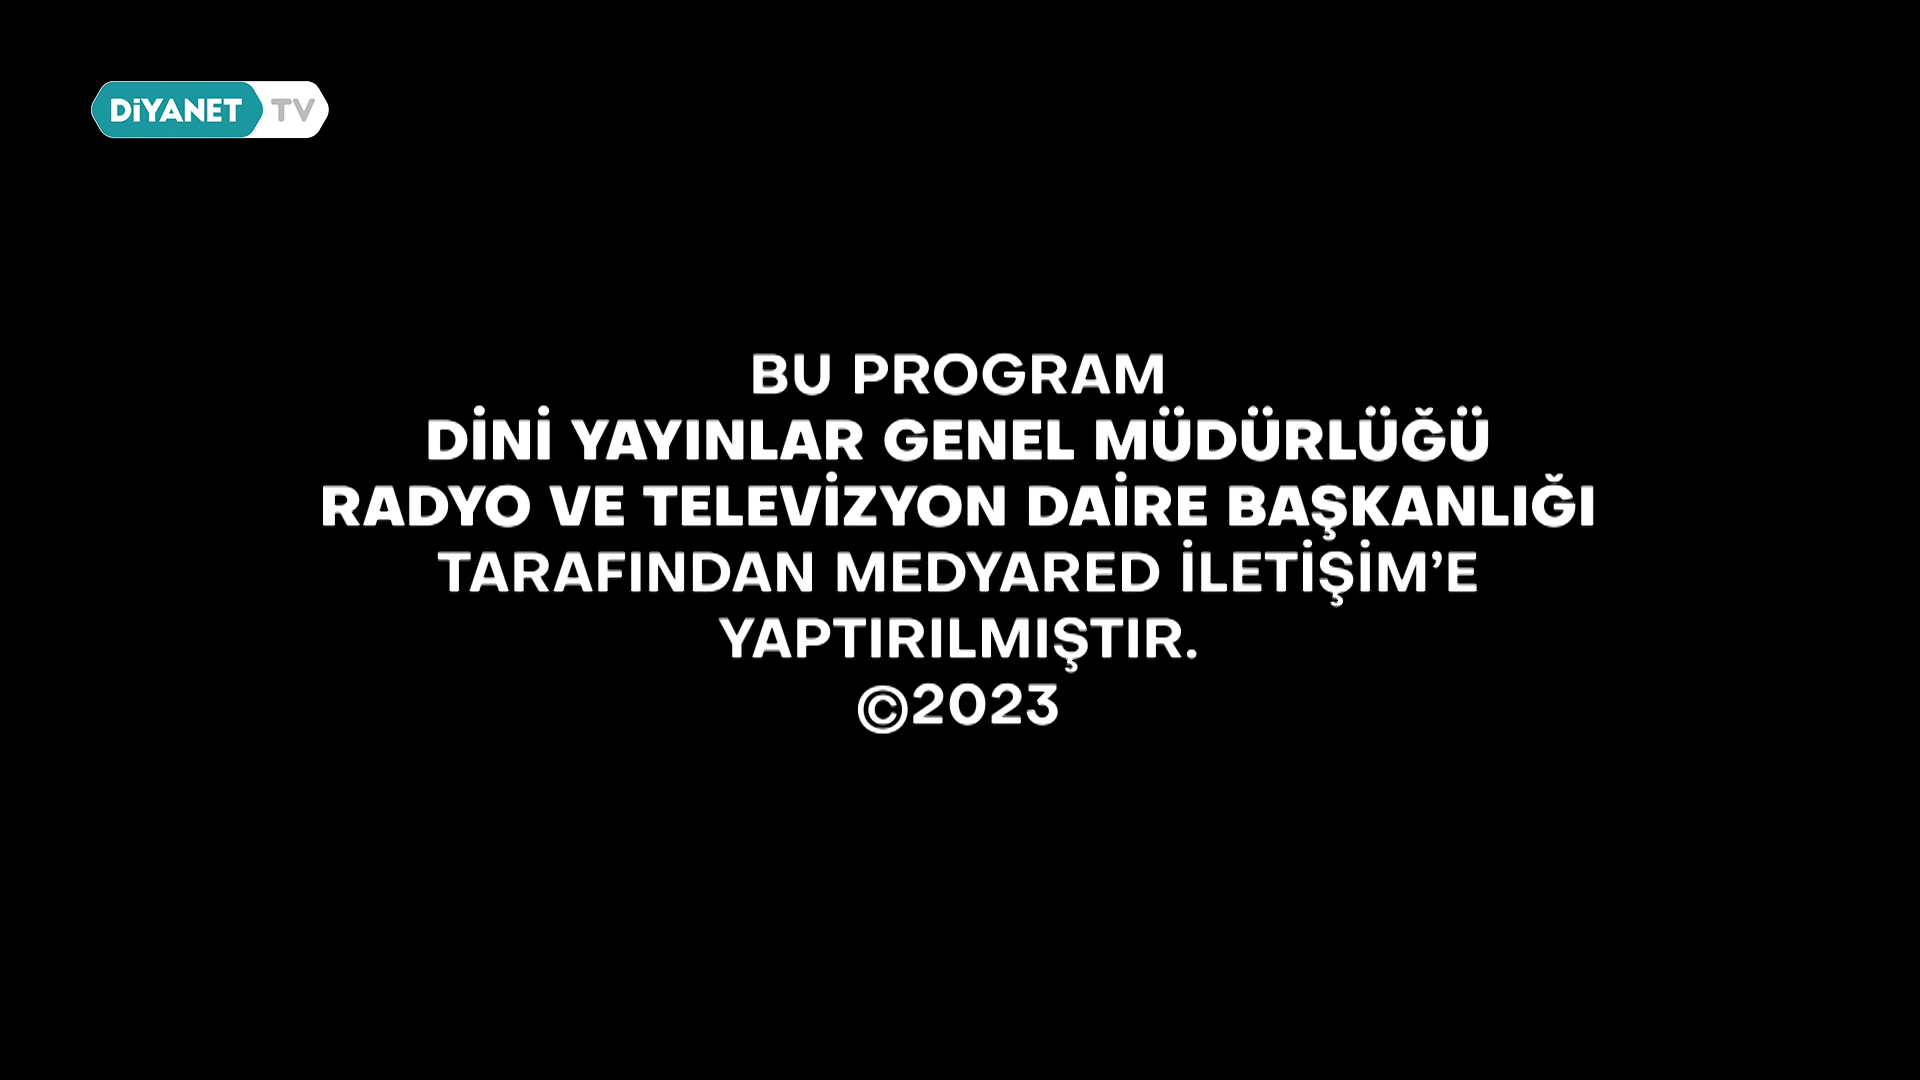 DİYANET TV
BU PROGRAM
DİNİ YAYINLAR GENEL MÜDÜRLÜĞÜ
RADYO VE TELEVİZYON DAİRE BAŞKANLIĞI
TARAFINDAN MEDYARED İLETİŞİM’E
YAPTIRILMIŞTIR.
©2023